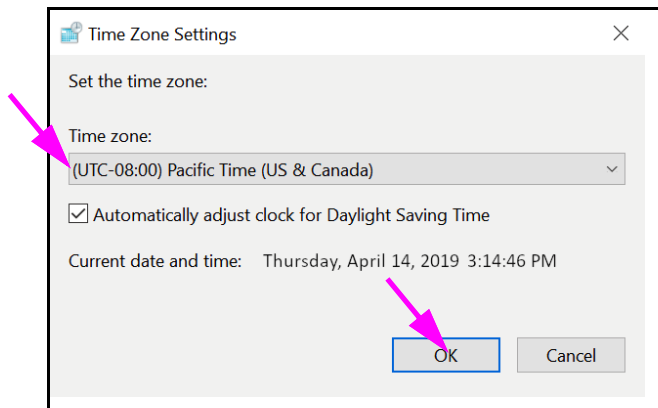 Time Zone Settings
Set the time zone:
Time zone:
(UTC-08:00) Pacific Time (US & Canada)
Automatically adjust clock for Daylight Saving Time
Current date and time: Thursday, April 14, 2019 3:14:46 PM
OK Cancel